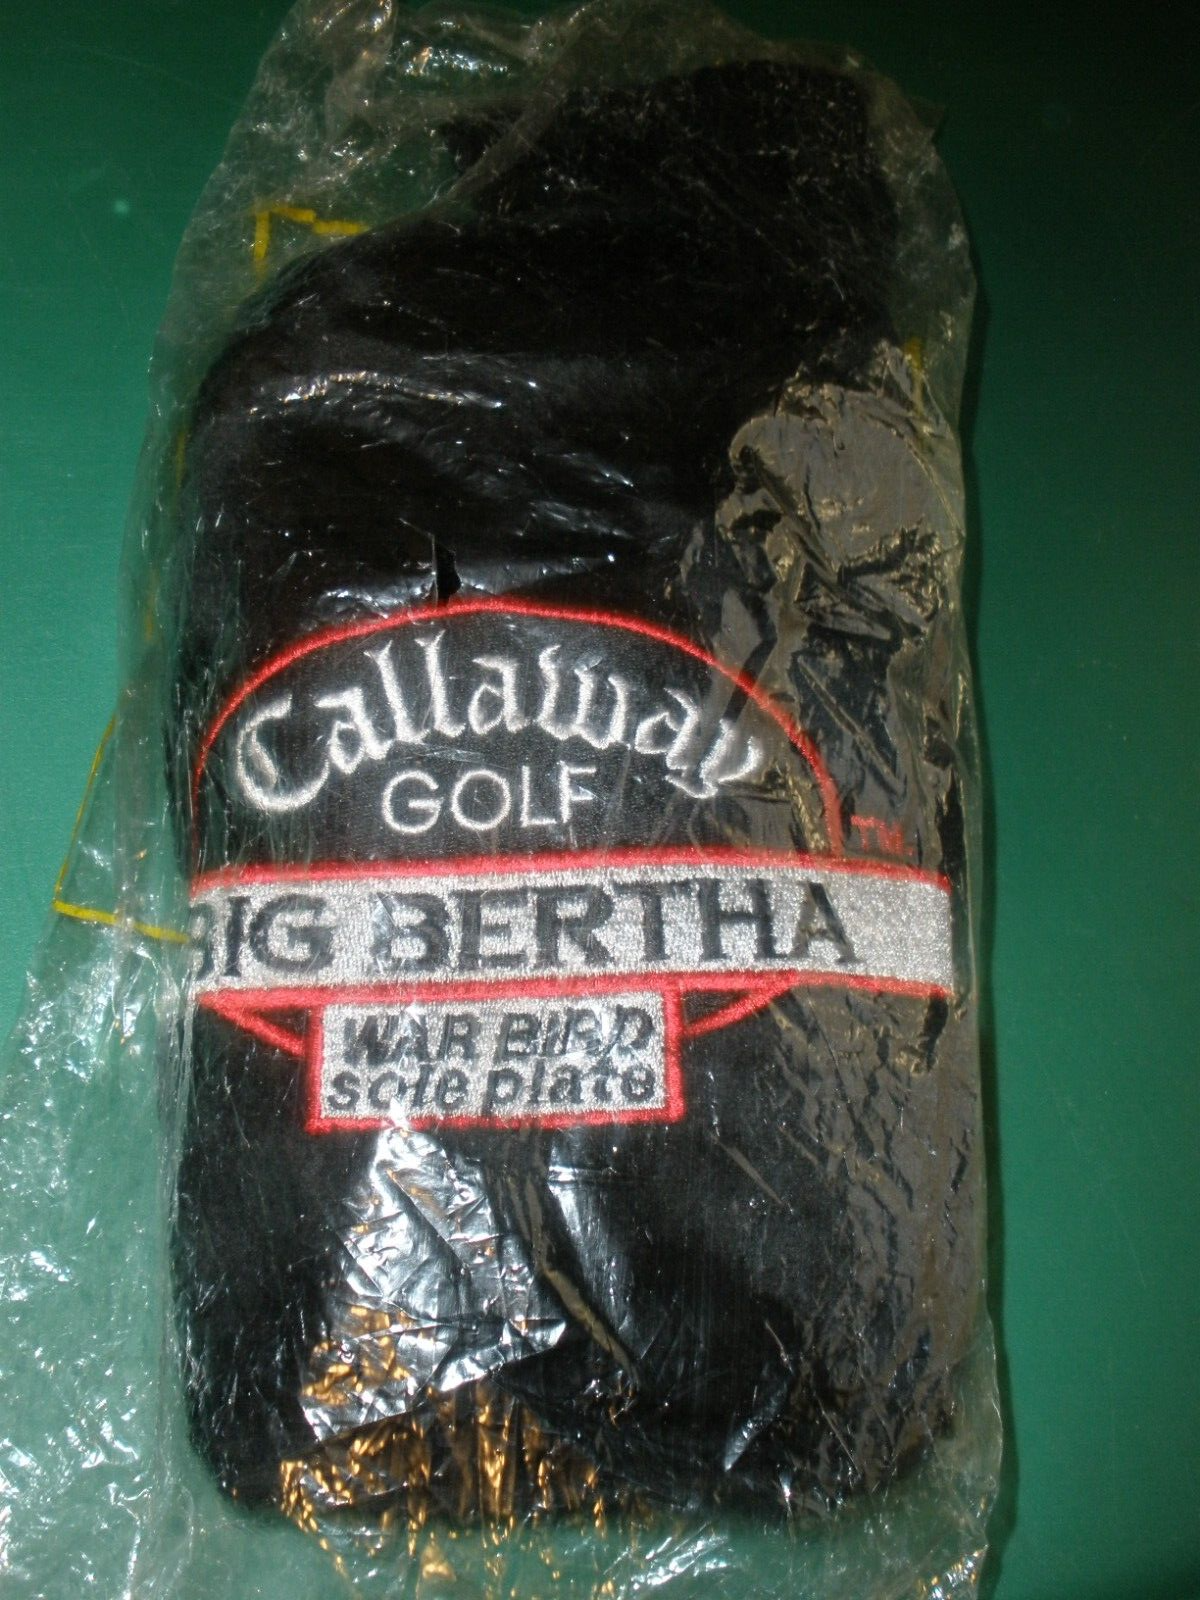 Callaway
GOLF
TM.
BIG BERTHA
WAR BIRD
sole plate